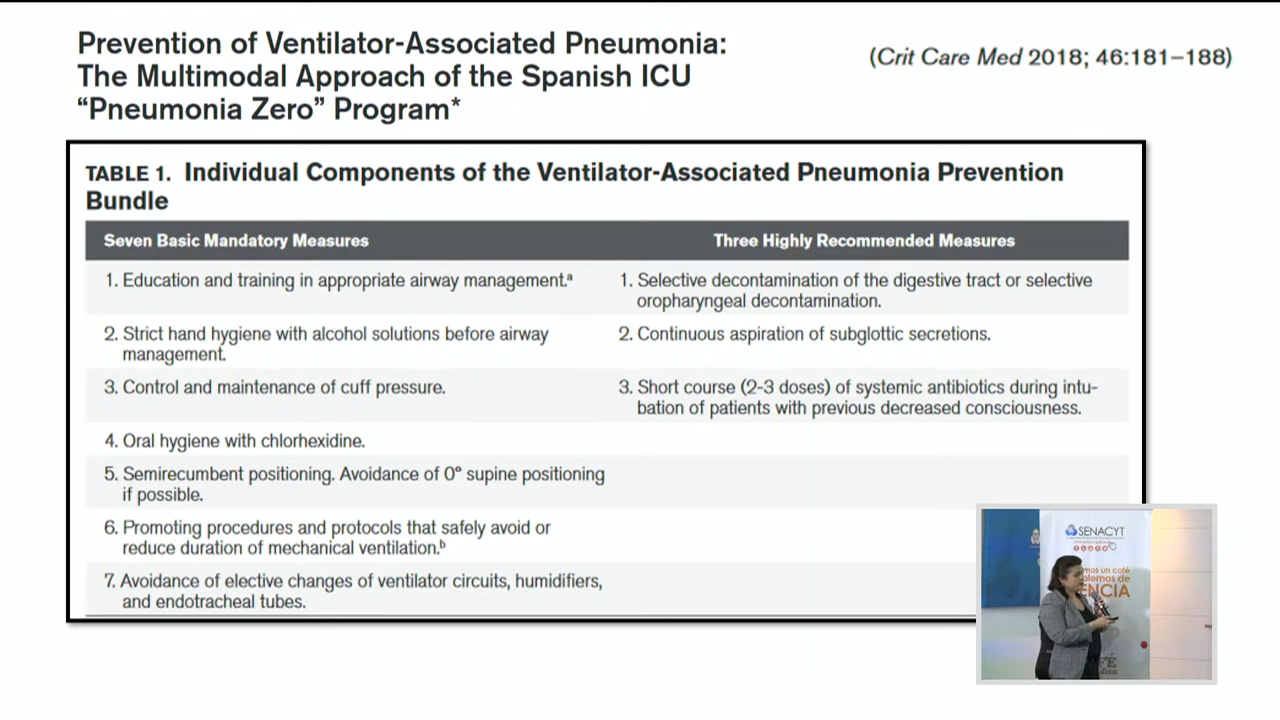 Prevention of Ventilator-Associated Pneumonia:
The Multimodal Approach of the Spanish ICU
“Pneumonia Zero” Program*
(Crit Care Med 2018; 46:181–188)
TABLE 1. Individual Components of the Ventilator-Associated Pneumonia Prevention
Bundle
Seven Basic Mandatory Measures
Three Highly Recommended Measures
1. Education and training in appropriate airway management.ᵃ
1. Selective decontamination of the digestive tract or selective
oropharyngeal decontamination.
2. Strict hand hygiene with alcohol solutions before airway
management.
2. Continuous aspiration of subglottic secretions.
3. Control and maintenance of cuff pressure.
3. Short course (2-3 doses) of systemic antibiotics during intu-
bation of patients with previous decreased consciousness.
4. Oral hygiene with chlorhexidine.
5. Semirecumbent positioning. Avoidance of 0° supine positioning
if possible.
6. Promoting procedures and protocols that safely avoid or
reduce duration of mechanical ventilation.ᵇ
7. Avoidance of elective changes of ventilator circuits, humidifiers,
and endotracheal tubes.
SENACYT
mos un café
blemos de
ENCIA